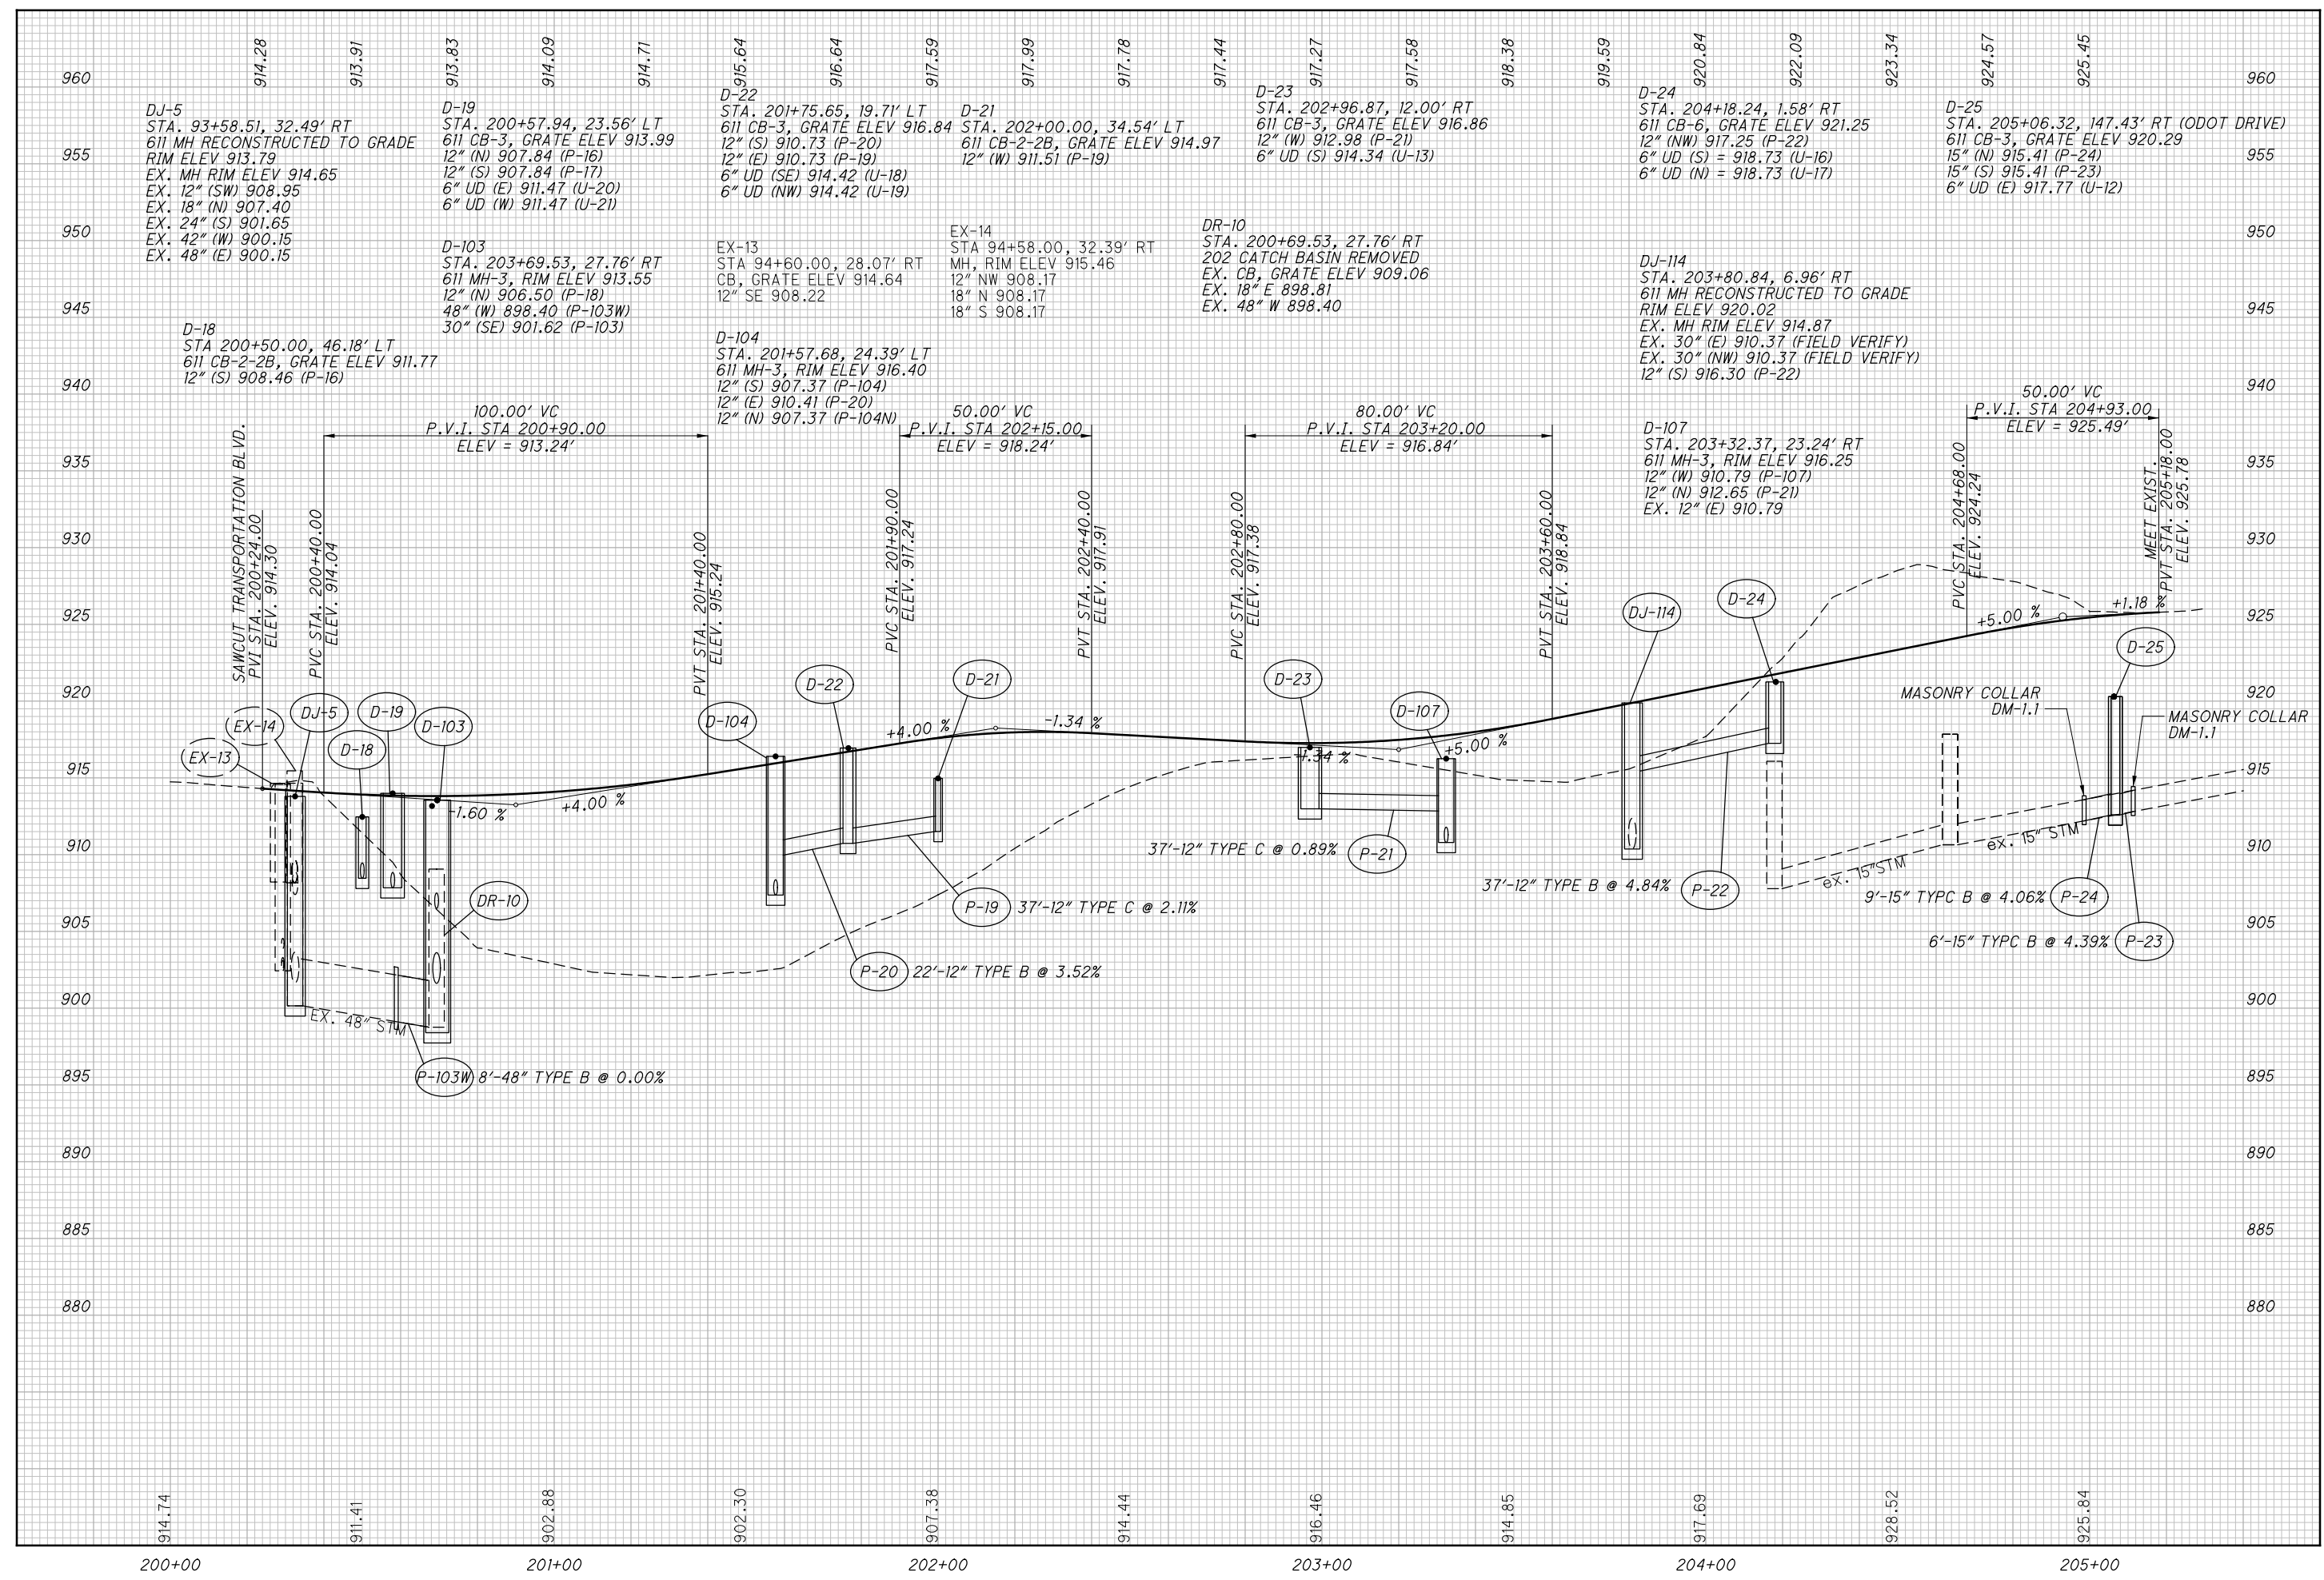 914.28
913.91
913.83
914.09
914.71
915.64
916.64
917.59
917.99
917.78
917.44
917.27
917.58
918.38
919.59
920.84
922.09
923.34
924.57
925.45
960
955
950
945
940
935
930
925
920
915
910
905
900
895
890
885
880
DJ-5
STA. 93+58.51, 32.49' RT
611 MH RECONSTRUCTED TO GRADE
RIM ELEV 913.79
EX. MH RIM ELEV 914.65
EX. 12" (SW) 908.95
EX. 18" (N) 907.40
EX. 24" (S) 901.65
EX. 42" (W) 900.15
EX. 48" (E) 900.15
D-18
STA 200+50.00, 46.18' LT
611 CB-2-2B, GRATE ELEV 911.77
12" (S) 908.46 (P-16)
D-19
STA. 200+57.94, 23.56' LT
611 CB-3, GRATE ELEV 913.99
12" (N) 907.84 (P-16)
12" (S) 907.84 (P-17)
6" UD (E) 911.47 (U-20)
6" UD (W) 911.47 (U-21)
D-103
STA. 203+69.53, 27.76' RT
611 MH-3, RIM ELEV 913.55
12" (N) 906.50 (P-18)
48" (W) 898.40 (P-103W)
30" (SE) 901.62 (P-103)
D-22
STA. 201+75.65, 19.71' LT
611 CB-3, GRATE ELEV 916.84
12" (S) 910.73 (P-20)
12" (E) 910.73 (P-19)
6" UD (SE) 914.42 (U-18)
6" UD (NW) 914.42 (U-19)
EX-13
STA 94+60.00, 28.07' RT
CB, GRATE ELEV 914.64
12" SE 908.22
D-104
STA. 201+57.68, 24.39' LT
611 MH-3, RIM ELEV 916.40
12" (S) 907.37 (P-104)
12" (E) 910.41 (P-20)
12" (N) 907.37 (P-104N)
D-21
STA. 202+00.00, 34.54' LT
611 CB-2-2B, GRATE ELEV 914.97
12" (W) 911.51 (P-19)
EX-14
STA 94+58.00, 32.39' RT
MH, RIM ELEV 915.46
12" NW 908.17
18" N 908.17
18" S 908.17
D-23
STA. 202+96.87, 12.00' RT
611 CB-3, GRATE ELEV 916.86
12" (W) 912.98 (P-21)
6" UD (S) 914.34 (U-13)
DR-10
STA. 200+69.53, 27.76' RT
202 CATCH BASIN REMOVED
EX. CB, GRATE ELEV 909.06
EX. 18" E 898.81
EX. 48" W 898.40
D-24
STA. 204+18.24, 1.58' RT
611 CB-6, GRATE ELEV 921.25
12" (NW) 917.25 (P-22)
6" UD (S) = 918.73 (U-16)
6" UD (N) = 918.73 (U-17)
DJ-114
STA. 203+80.84, 6.96' RT
611 MH RECONSTRUCTED TO GRADE
RIM ELEV 920.02
EX. MH RIM ELEV 914.87
EX. 30" (E) 910.37 (FIELD VERIFY)
EX. 30" (NW) 910.37 (FIELD VERIFY)
12" (S) 916.30 (P-22)
D-107
STA. 203+32.37, 23.24' RT
611 MH-3, RIM ELEV 916.25
12" (W) 910.79 (P-107)
12" (N) 912.65 (P-21)
EX. 12" (E) 910.79
D-25
STA. 205+06.32, 147.43' RT (ODOT DRIVE)
611 CB-3, GRATE ELEV 920.29
15" (N) 915.41 (P-24)
15" (S) 915.41 (P-23)
6" UD (E) 917.77 (U-12)
960
955
950
945
940
935
930
925
920
915
910
905
900
895
890
885
880
100.00' VC
P.V.I. STA 200+90.00
ELEV = 913.24'
50.00' VC
P.V.I. STA 202+15.00
ELEV = 918.24'
80.00' VC
P.V.I. STA 203+20.00
ELEV = 916.84'
50.00' VC
P.V.I. STA 204+93.00
ELEV = 925.49'
SAWCUT TRANSPORTATION BLVD.
PVI STA. 200+24.00
ELEV. 914.30
PVC STA. 200+40.00
ELEV. 914.04
PVT STA. 201+40.00
ELEV. 915.24
PVC STA. 201+90.00
ELEV. 917.24
PVT STA. 202+40.00
ELEV. 917.91
PVC STA. 202+80.00
ELEV. 917.38
PVT STA. 203+60.00
ELEV. 918.84
PVC STA. 204+68.00
ELEV. 924.24
MEET EXIST.
PVT STA. 205+18.00
ELEV. 925.78
EX-13
EX-14
DJ-5
D-18
D-19
D-103
DR-10
-1.60 %
+4.00 %
D-104
D-22
D-21
+4.00 %
-1.34 %
D-23
-1.34 %
D-107
+5.00 %
DJ-114
D-24
+5.00 %
+1.18 %
D-25
MASONRY COLLAR
DM-1.1
MASONRY COLLAR
DM-1.1
EX. 48" STM
P-103W 8'-48" TYPE B @ 0.00%
P-20 22'-12" TYPE B @ 3.52%
P-19 37'-12" TYPE C @ 2.11%
37'-12" TYPE C @ 0.89% P-21
37'-12" TYPE B @ 4.84% P-22
ex. 15"STM
ex. 15" STM
9'-15" TYPC B @ 4.06% P-24
6'-15" TYPC B @ 4.39% P-23
914.74
911.41
902.88
902.30
907.38
914.44
916.46
914.85
917.69
928.52
925.84
200+00
201+00
202+00
203+00
204+00
205+00